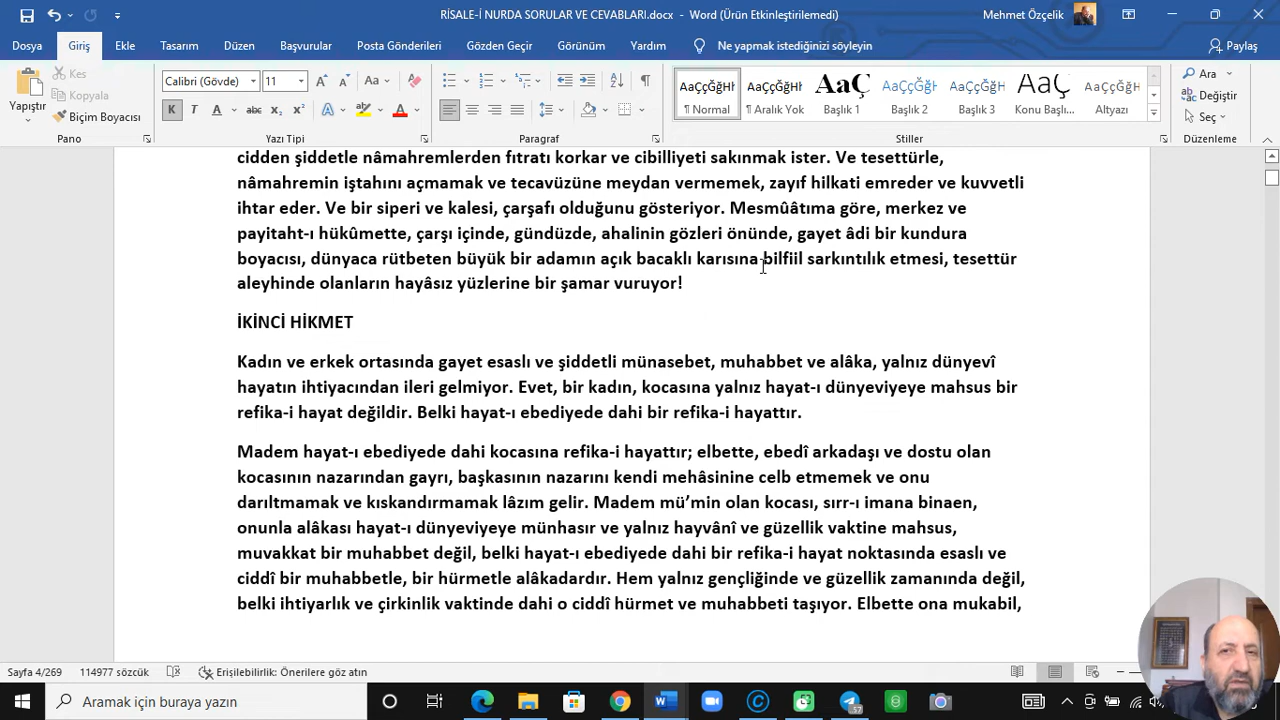 RİSALE-İ NURDA SORULAR VE CEVABLARI.docx - Word (Ürün Etkinleştirilemedi)
Mehmet Özçelik
Dosya Giriş Ekle Tasarım Düzen Başvurular Posta Gönderileri Gözden Geçir Görünüm Yardım Ne yapmak istediğinizi söyleyin Paylaş
Yapıştır
Kes
Kopyala
Biçim Boyacısı
Calibri (Gövde) 11
AaÇçĞğHł AaÇçĞğHł AaÇ AaÇçĞğł AaÇçĞğH AaÇç AaÇçĞğH
¶ Normal ¶ Aralık Yok Başlık 1 Başlık 2 Başlık 3 Konu Başlı... Altyazı
Ara
Değiştir
Seç
Pano Yazı Tipi Paragraf Stiller Düzenleme
cidden şiddetle nâmahremlerden fıtratı korkar ve cibilliyeti sakınmak ister. Ve tesettürle,
nâmahremin iştahını açmamak ve tecavüzüne meydan vermemek, zayıf hilkati emreder ve kuvvetli
ihtar eder. Ve bir siperi ve kalesi, çarşafı olduğunu gösteriyor. Mesmûâtıma göre, merkez ve
payitaht-ı hükûmette, çarşı içinde, gündüzde, ahalinin gözleri önünde, gayet âdi bir kundura
boyacısı, dünyaca rütbeten büyük bir adamın açık bacaklı karısına bilfiil sarkıntılık etmesi, tesettür
aleyhinde olanların hayâsız yüzlerine bir şamar vuruyor!
İKİNCİ HİKMET
Kadın ve erkek ortasında gayet esaslı ve şiddetli münasebet, muhabbet ve alâka, yalnız dünyevî
hayatın ihtiyacından ileri gelmiyor. Evet, bir kadın, kocasına yalnız hayat-ı dünyeviyeye mahsus bir
refika-i hayat değildir. Belki hayat-ı ebediyede dahi bir refika-i hayattır.
Madem hayat-ı ebediyede dahi kocasına refika-i hayattır; elbette, ebedî arkadaşı ve dostu olan
kocasının nazarından gayrı, başkasının nazarını kendi mehâsinine celb etmemek ve onu
darıltmamak ve kıskandırmamak lâzım gelir. Madem mü’min olan kocası, sırr-ı imana binaen,
onunla alâkası hayat-ı dünyeviyeye münhasır ve yalnız hayvânî ve güzellik vaktine mahsus,
muvakkat bir muhabbet değil, belki hayat-ı ebediyede dahi bir refika-i hayat noktasında esaslı ve
ciddî bir muhabbetle, bir hürmetle alâkadardır. Hem yalnız gençliğinde ve güzellik zamanında değil,
belki ihtiyarlık ve çirkinlik vaktinde dahi o ciddî hürmet ve muhabbeti taşıyor. Elbette ona mukabil,
Sayfa 4/269 114977 sözcük Erişilebilirlik: Önerilere göz atın
Aramak için buraya yazın
57